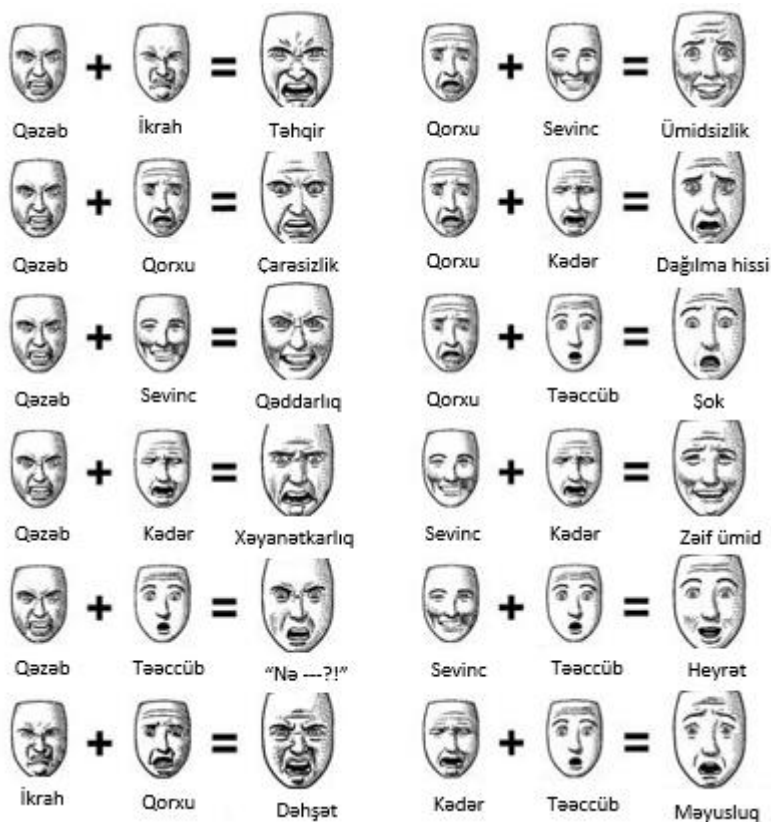 + = + =
Qəzəb İkrah Təhqir Qorxu Sevinc Ümidsizlik
+ = + =
Qəzəb Qorxu Çarəsizlik Qorxu Kədər Dağılma hissi
+ = + =
Qəzəb Sevinc Qəddarlıq Qorxu Təəccüb Şok
+ = + =
Qəzəb Kədər Xəyanətkarlıq Sevinc Kədər Zəif ümid
+ = + =
Qəzəb Təəccüb “Nə ---?!” Sevinc Təəccüb Heyrət
+ = + =
İkrah Qorxu Dəhşət Kədər Təəccüb Məyusluq